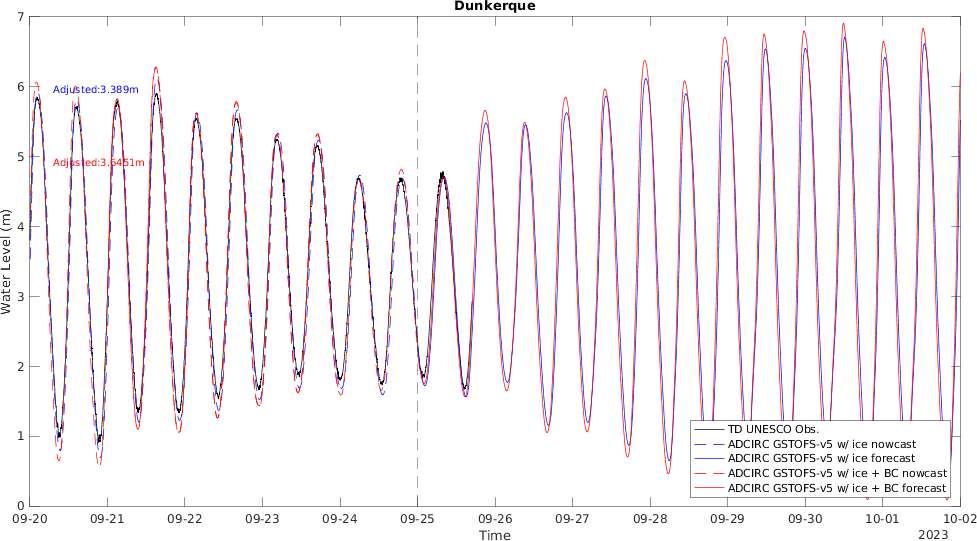 Dunkerque
7
6
5
4
3
2
1
0
Water Level (m)
Adjusted:3.389m
Adjusted:3.6451m
TD UNESCO Obs.
ADCIRC GSTOFS-v5 w/ ice nowcast
ADCIRC GSTOFS-v5 w/ ice forecast
ADCIRC GSTOFS-v5 w/ ice + BC nowcast
ADCIRC GSTOFS-v5 w/ ice + BC forecast
09-20 09-21 09-22 09-23 09-24 09-25 09-26 09-27 09-28 09-29 09-30 10-01 10-02
Time
2023